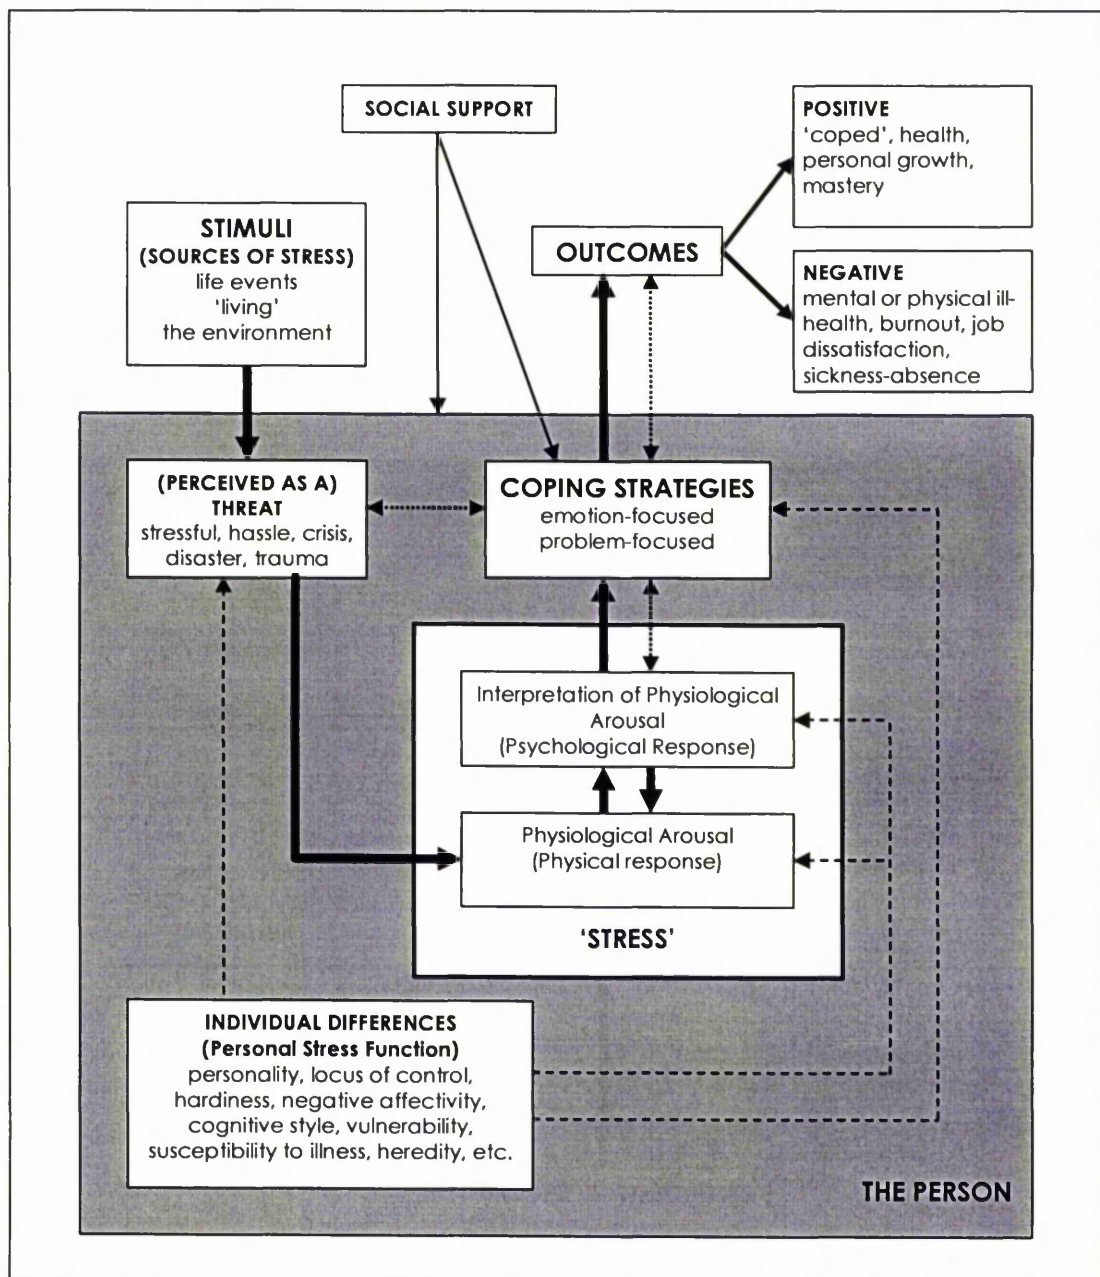 SOCIAL SUPPORT
POSITIVE
'coped', health,
personal growth,
mastery
STIMULI
(SOURCES OF STRESS)
life events
'living'
the environment
OUTCOMES
NEGATIVE
mental or physical ill-
health, burnout, job
dissatisfaction,
sickness-absence
(PERCEIVED AS A)
THREAT
stressful, hassle, crisis,
disaster, trauma
COPING STRATEGIES
emotion-focused
problem-focused
Interpretation of Physiological
Arousal
(Psychological Response)
Physiological Arousal
(Physical response)
'STRESS'
INDIVIDUAL DIFFERENCES
(Personal Stress Function)
personality, locus of control,
hardiness, negative affectivity,
cognitive style, vulnerability,
susceptibility to illness, heredity, etc.
THE PERSON